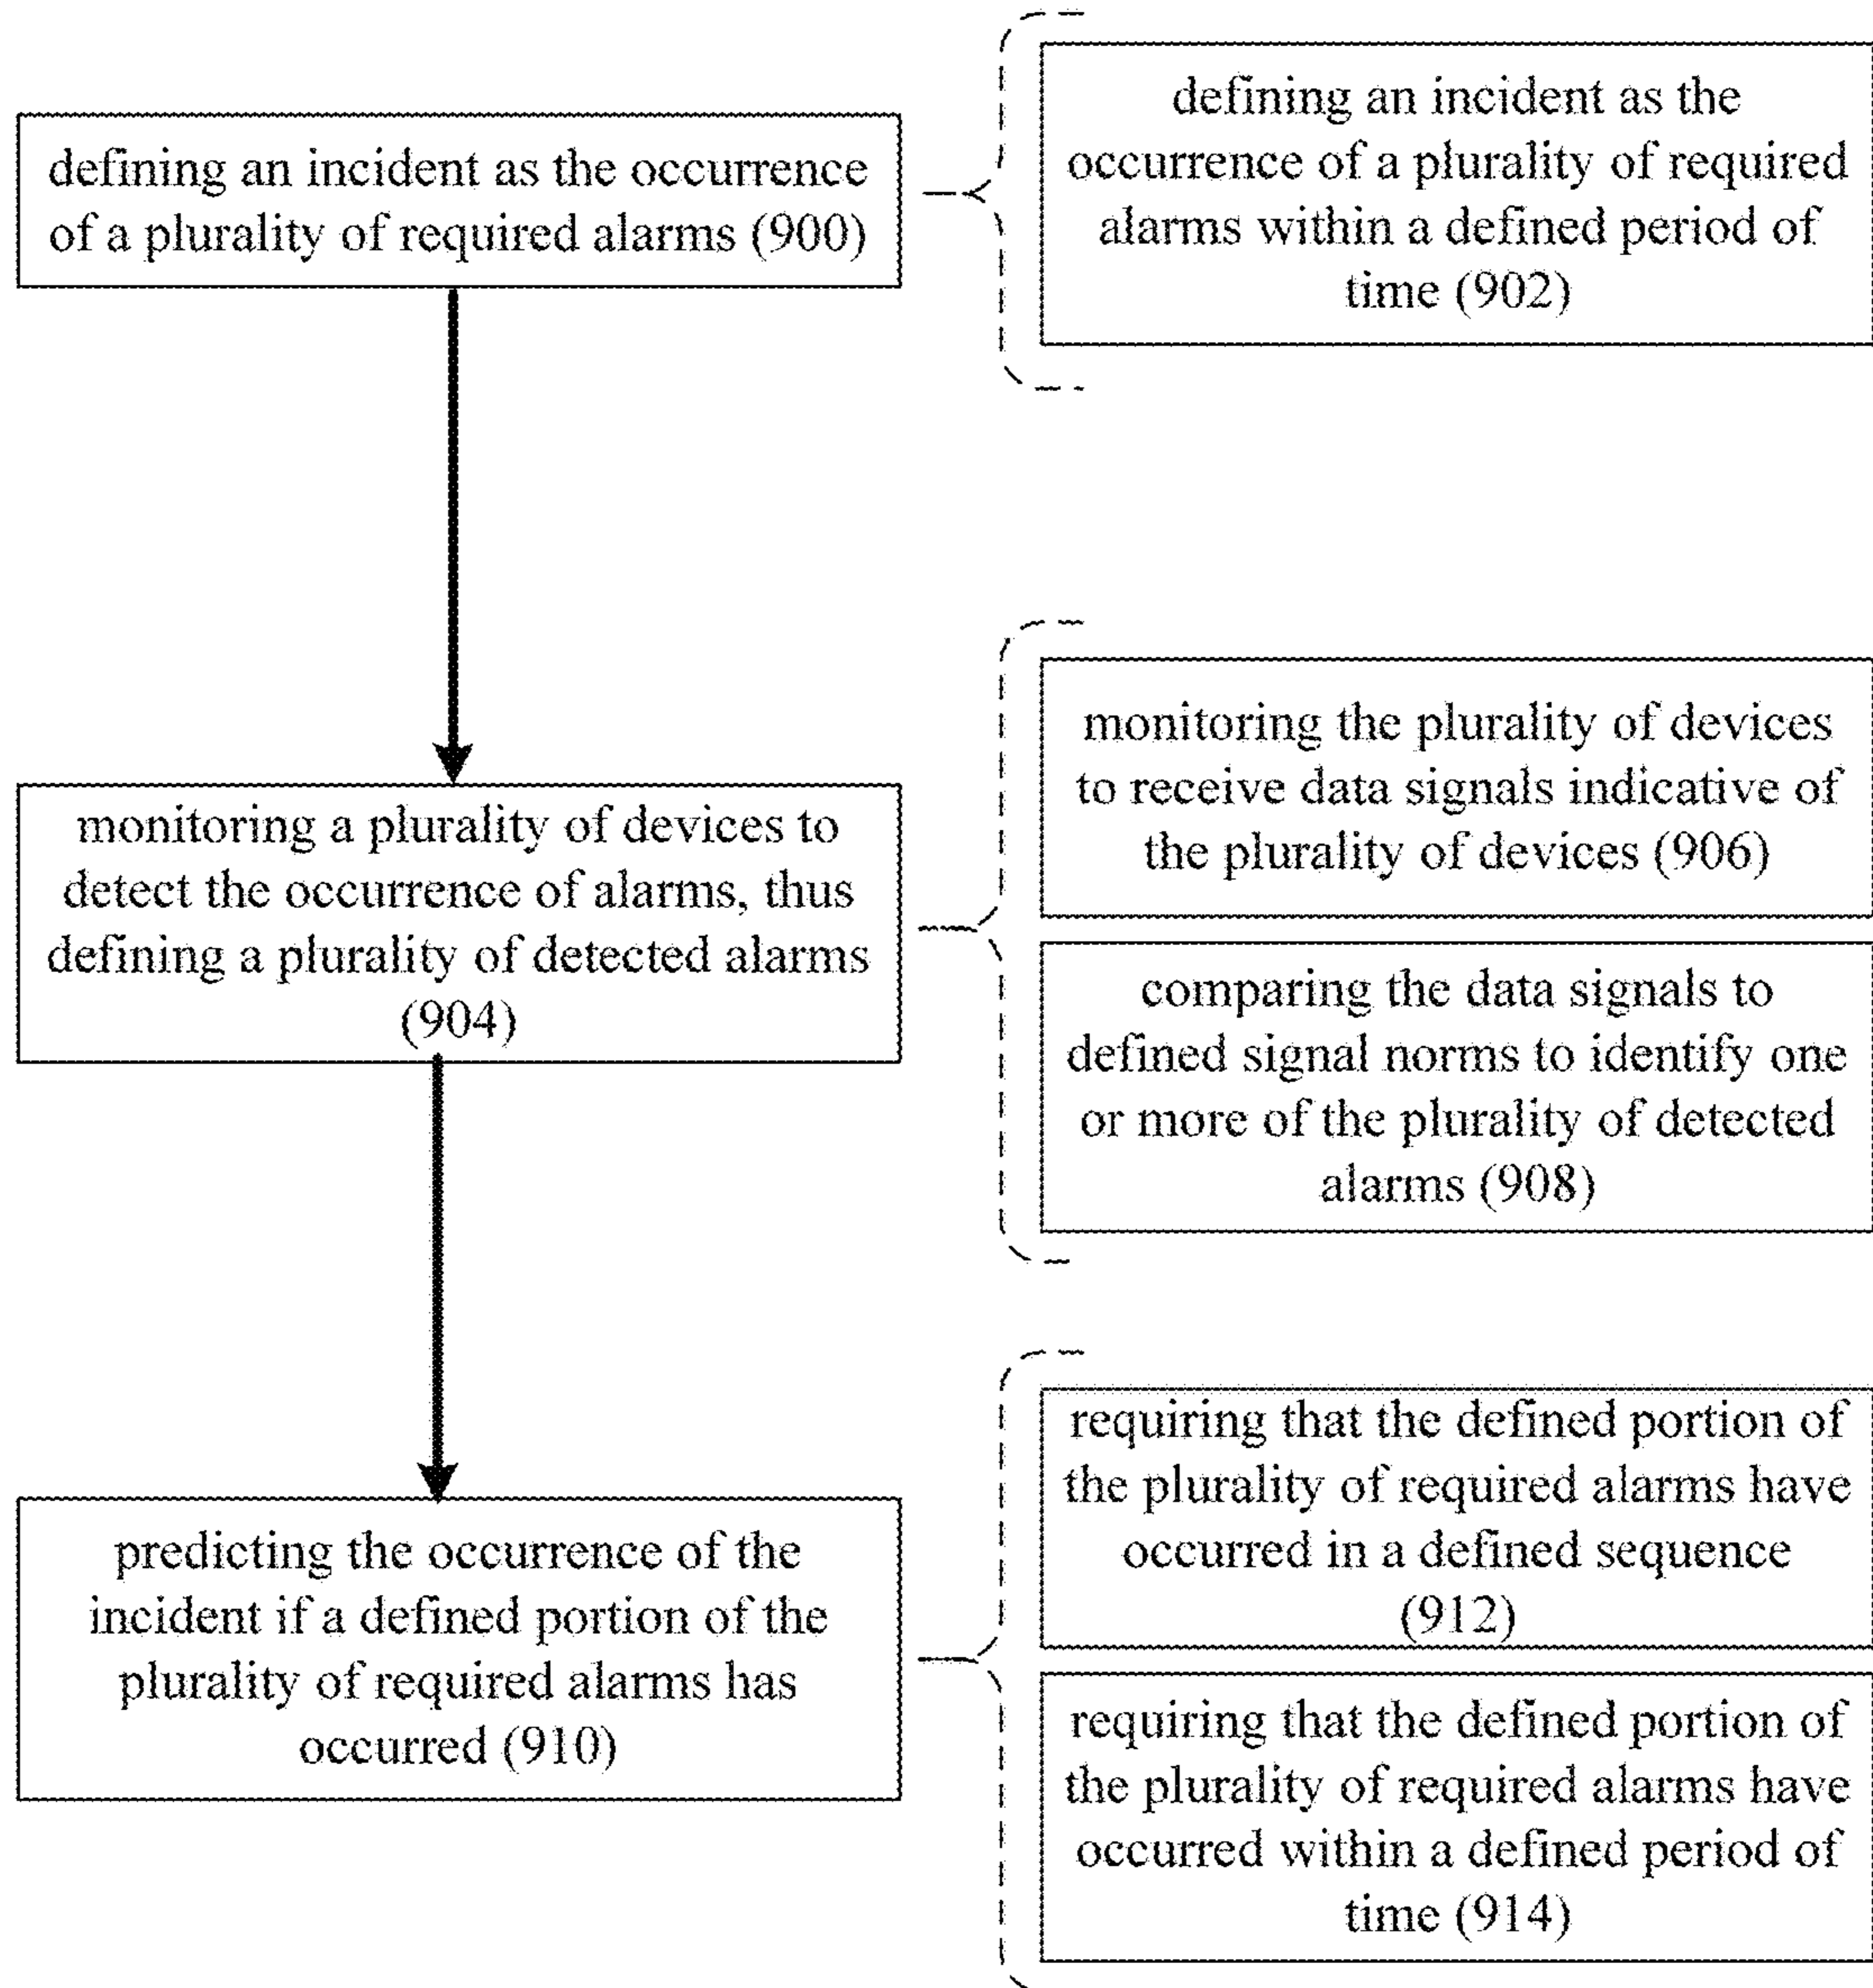 defining an incident as the occurrence
of a plurality of required alarms (900)
defining an incident as the
occurrence of a plurality of required
alarms within a defined period of
time (902)
monitoring a plurality of devices to
detect the occurrence of alarms, thus
defining a plurality of detected alarms
(904)
monitoring the plurality of devices
to receive data signals indicative of
the plurality of devices (906)
comparing the data signals to
defined signal norms to identify one
or more of the plurality of detected
alarms (908)
predicting the occurrence of the
incident if a defined portion of the
plurality of required alarms has
occurred (910)
requiring that the defined portion of
the plurality of required alarms have
occurred in a defined sequence
(912)
requiring that the defined portion of
the plurality of required alarms have
occurred within a defined period of
time (914)